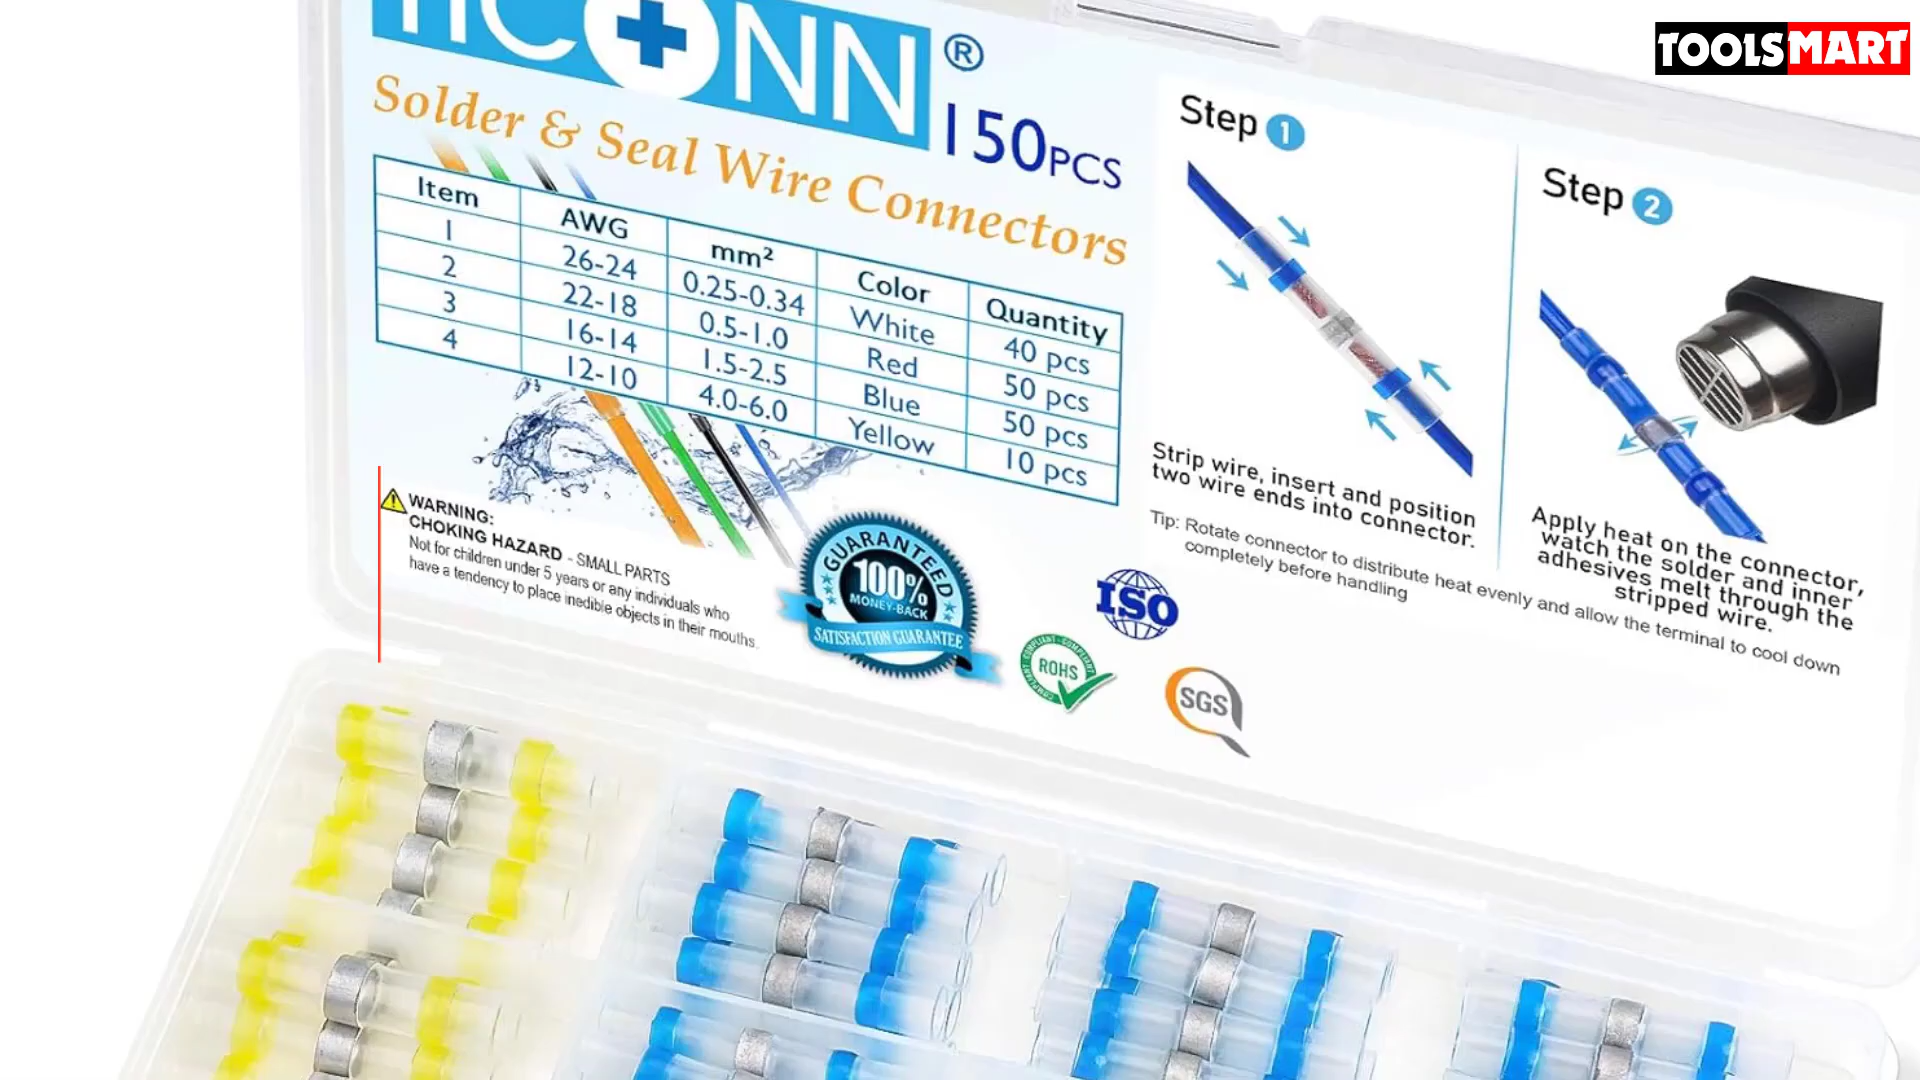 TOOLSMART
TICONN®
150PCS
Solder & Seal Wire Connectors
Item AWG mm² Color Quantity
1 26-24 0.25-0.34 White 40 pcs
2 22-18 0.5-1.0 Red 50 pcs
3 16-14 1.5-2.5 Blue 50 pcs
4 12-10 4.0-6.0 Yellow 10 pcs
WARNING:
CHOKING HAZARD - SMALL PARTS
Not for children under 5 years or any individuals who
have a tendency to place inedible objects in their mouths.
GUARANTEED
100%
MONEY-BACK
SATISFACTION GUARANTEE
ISO
COMPLIANT
ROHS
SGS
Step 1
Strip wire, insert and position
two wire ends into connector.
Step 2
Apply heat on the connector,
watch the solder and inner
adhesives melt through the
stripped wire.
Tip: Rotate connector to distribute heat evenly and allow the terminal to cool down
completely before handling